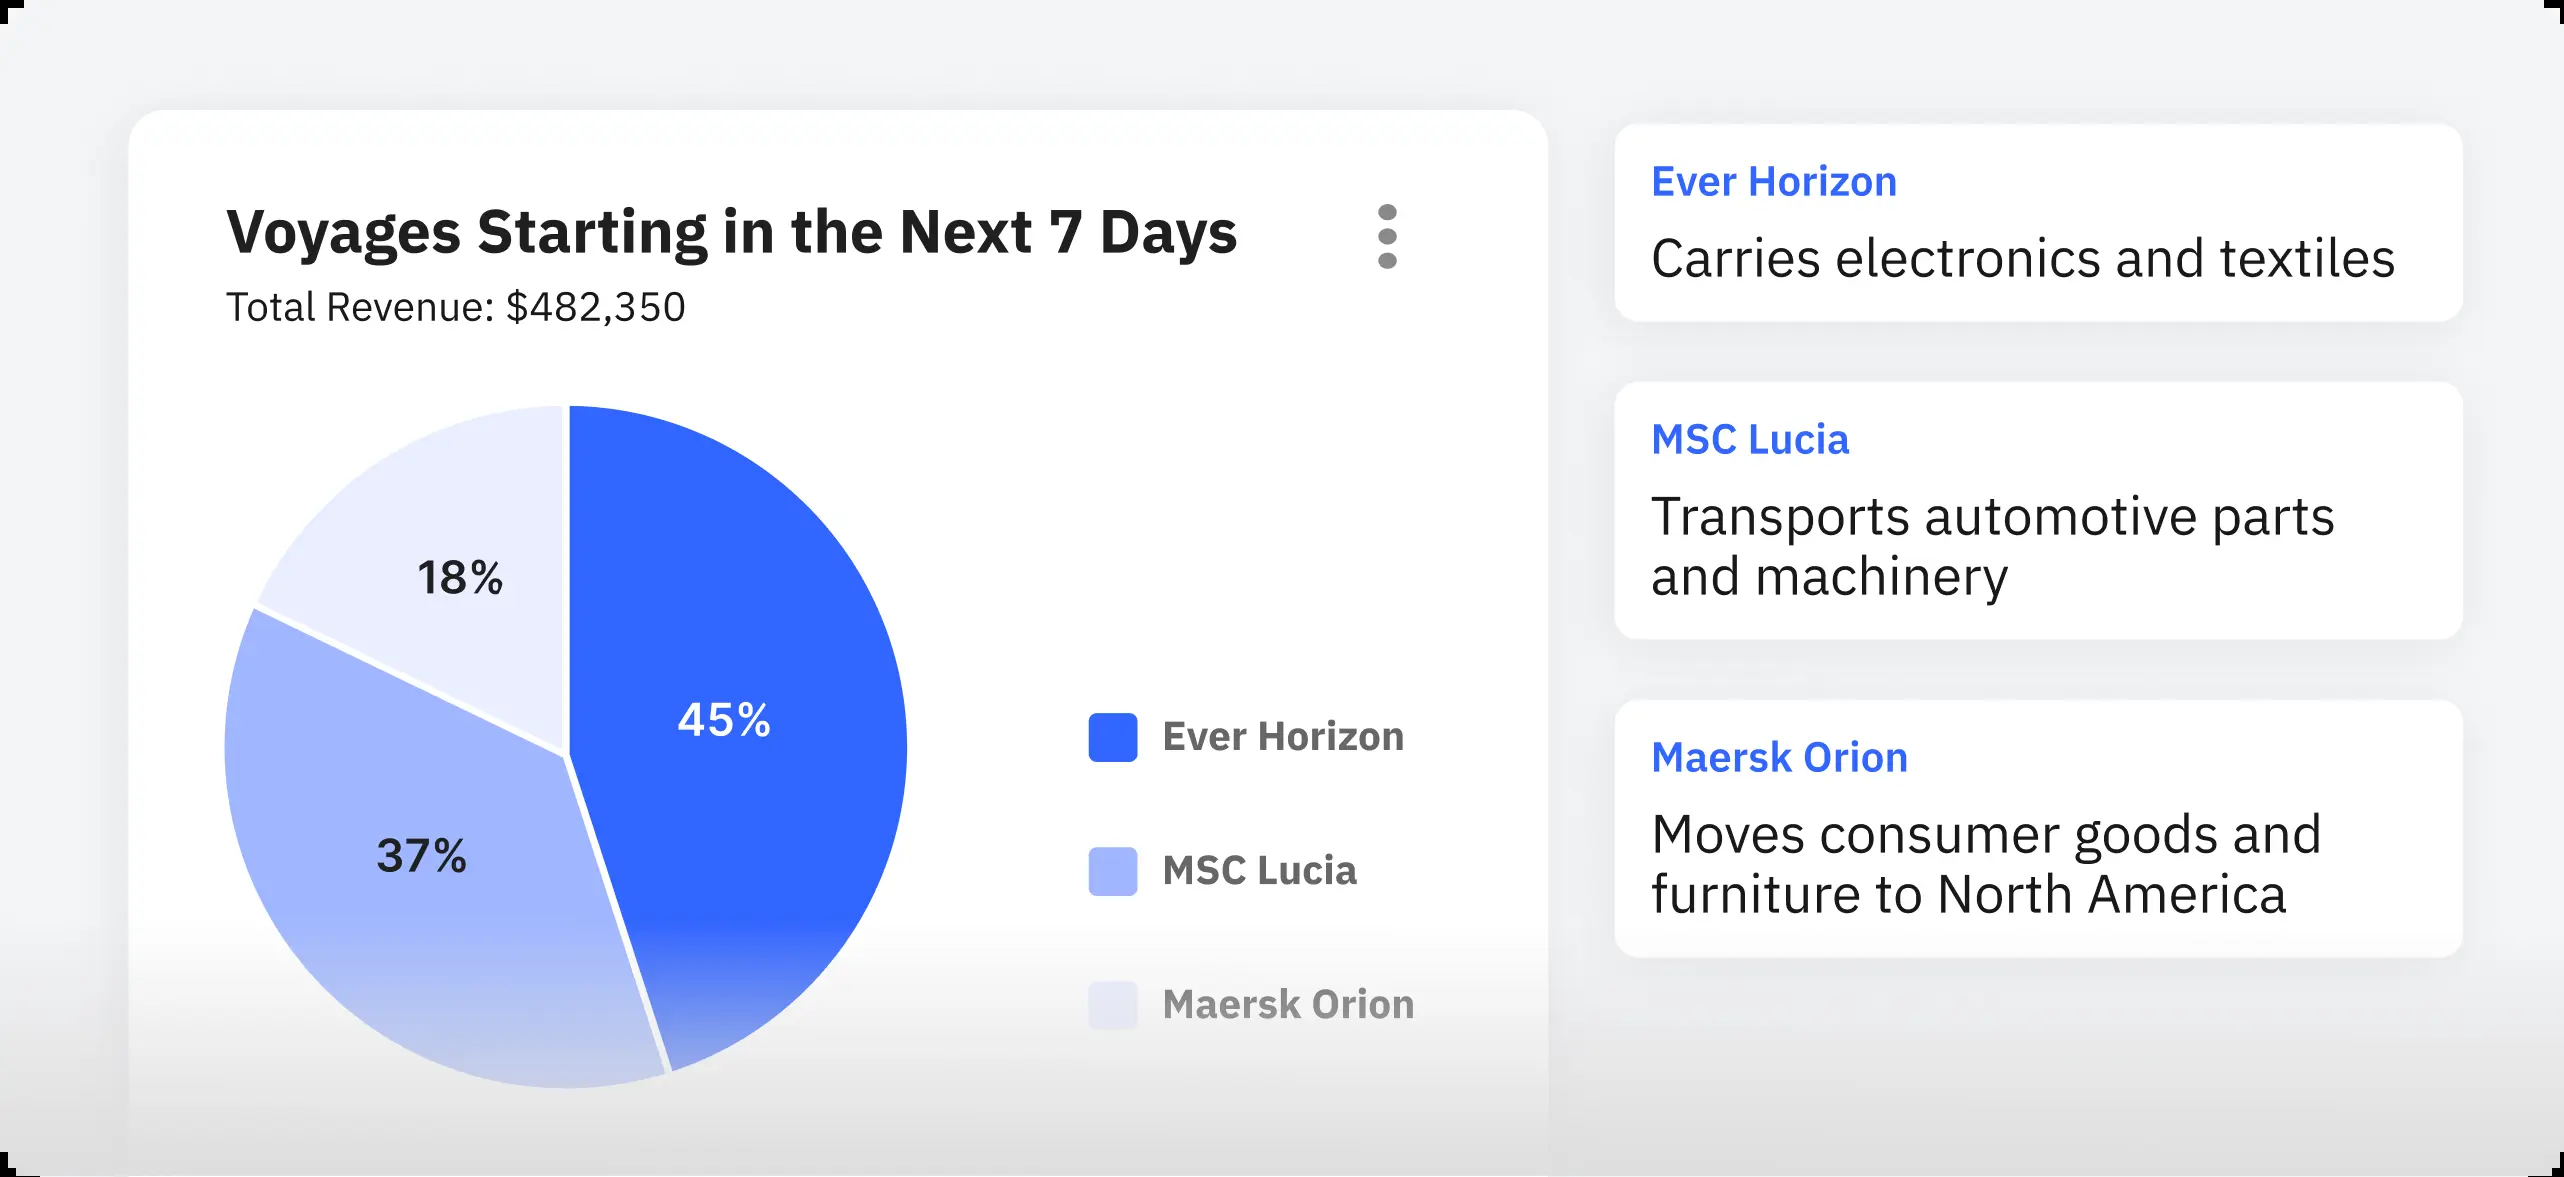 Voyages Starting in the Next 7 Days
Total Revenue: $482,350
18%
45%
37%
Ever Horizon
MSC Lucia
Maersk Orion
Ever Horizon
Carries electronics and textiles
MSC Lucia
Transports automotive parts
and machinery
Maersk Orion
Moves consumer goods and
furniture to North America